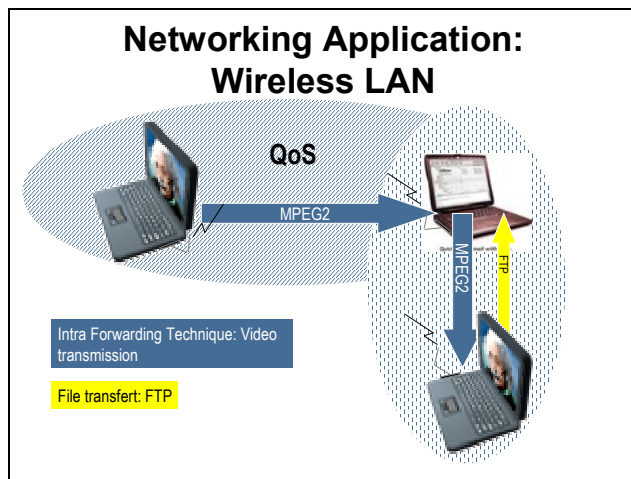 Networking Application:
Wireless LAN
QoS
MPEG2
MPEG2
FTP
Intra Forwarding Technique: Video
transmission
File transfert: FTP